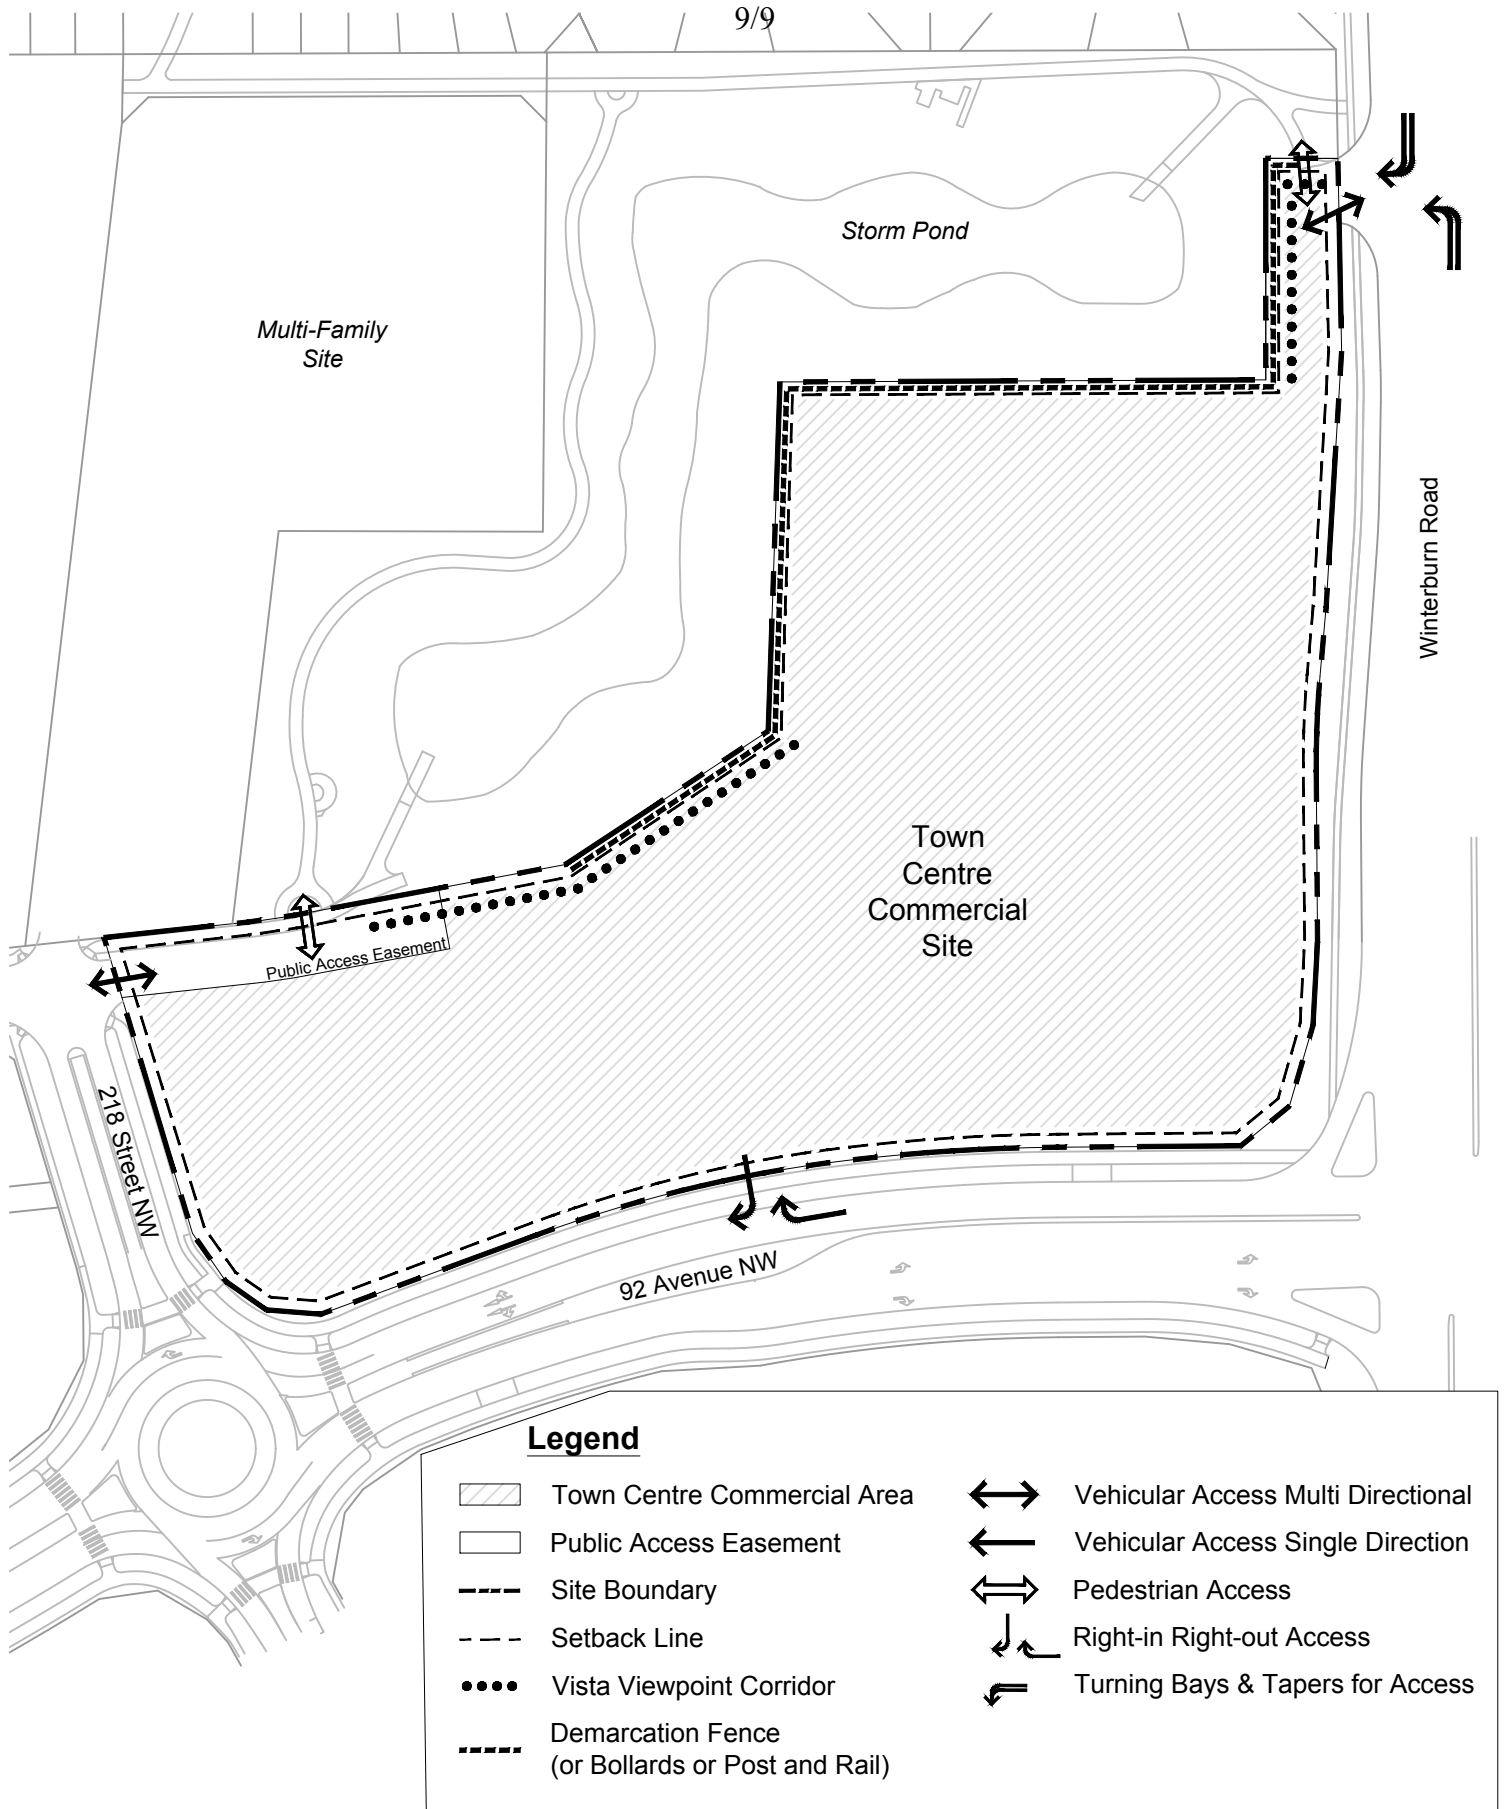 9/9
Storm Pond
Multi-Family
Site
Winterburn Road
Town
Centre
Commercial
Site
Public Access Easement
218 Street NW
92 Avenue NW
Legend
Town Centre Commercial Area
Public Access Easement
Site Boundary
Setback Line
Vista Viewpoint Corridor
Demarcation Fence
(or Bollards or Post and Rail)
Vehicular Access Multi Directional
Vehicular Access Single Direction
Pedestrian Access
Right-in Right-out Access
Turning Bays & Tapers for Access